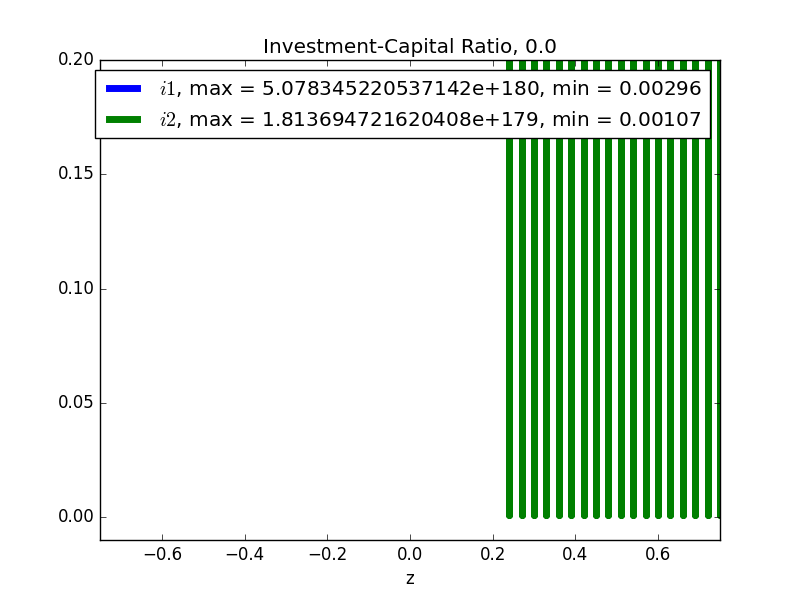 Investment-Capital Ratio, 0.0
0.20
i1, max = 5.078345220537142e+180, min = 0.00296
i2, max = 1.813694721620408e+179, min = 0.00107
0.15
0.10
0.05
0.00
−0.6 −0.4 −0.2 0.0 0.2 0.4 0.6
z